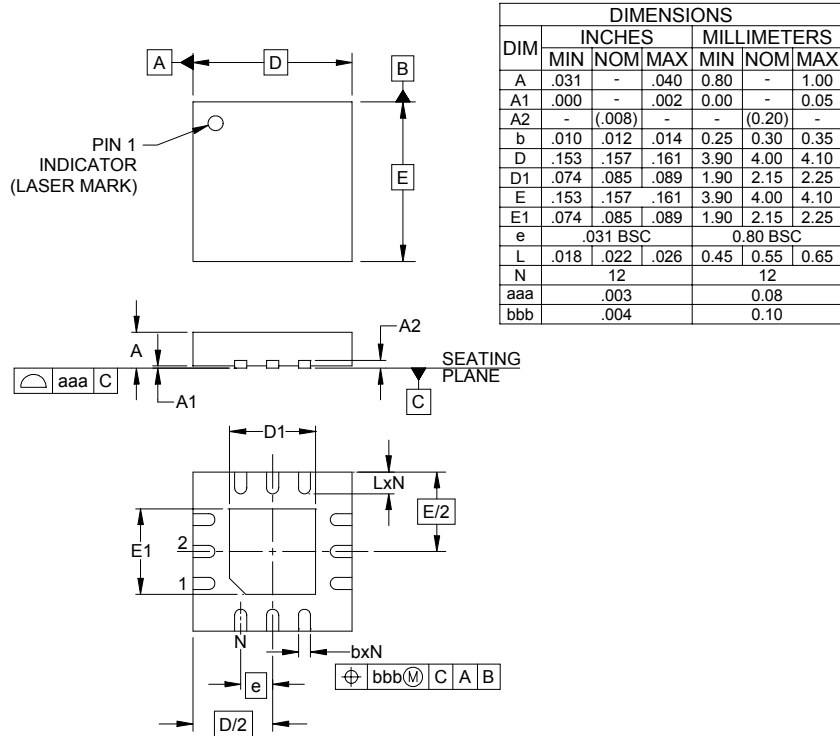 DIMENSIONS
DIM INCHES MILLIMETERS
MIN NOM MAX MIN NOM MAX
A .031 - .040 0.80 - 1.00
A1 .000 - .002 0.00 - 0.05
A2 - (.008) - - (0.20) -
b .010 .012 .014 0.25 0.30 0.35
D .153 .157 .161 3.90 4.00 4.10
D1 .074 .085 .089 1.90 2.15 2.25
E .153 .157 .161 3.90 4.00 4.10
E1 .074 .085 .089 1.90 2.15 2.25
e .031 BSC 0.80 BSC
L .018 .022 .026 0.45 0.55 0.65
N 12 12
aaa .003 0.08
bbb .004 0.10
A D B
PIN 1
INDICATOR
(LASER MARK)
E
A A2
SEATING
PLANE
aaa C
A1 C
D1
LxN
E/2
E1 2
1
N bxN
bbb Ⓜ C A B
e
D/2